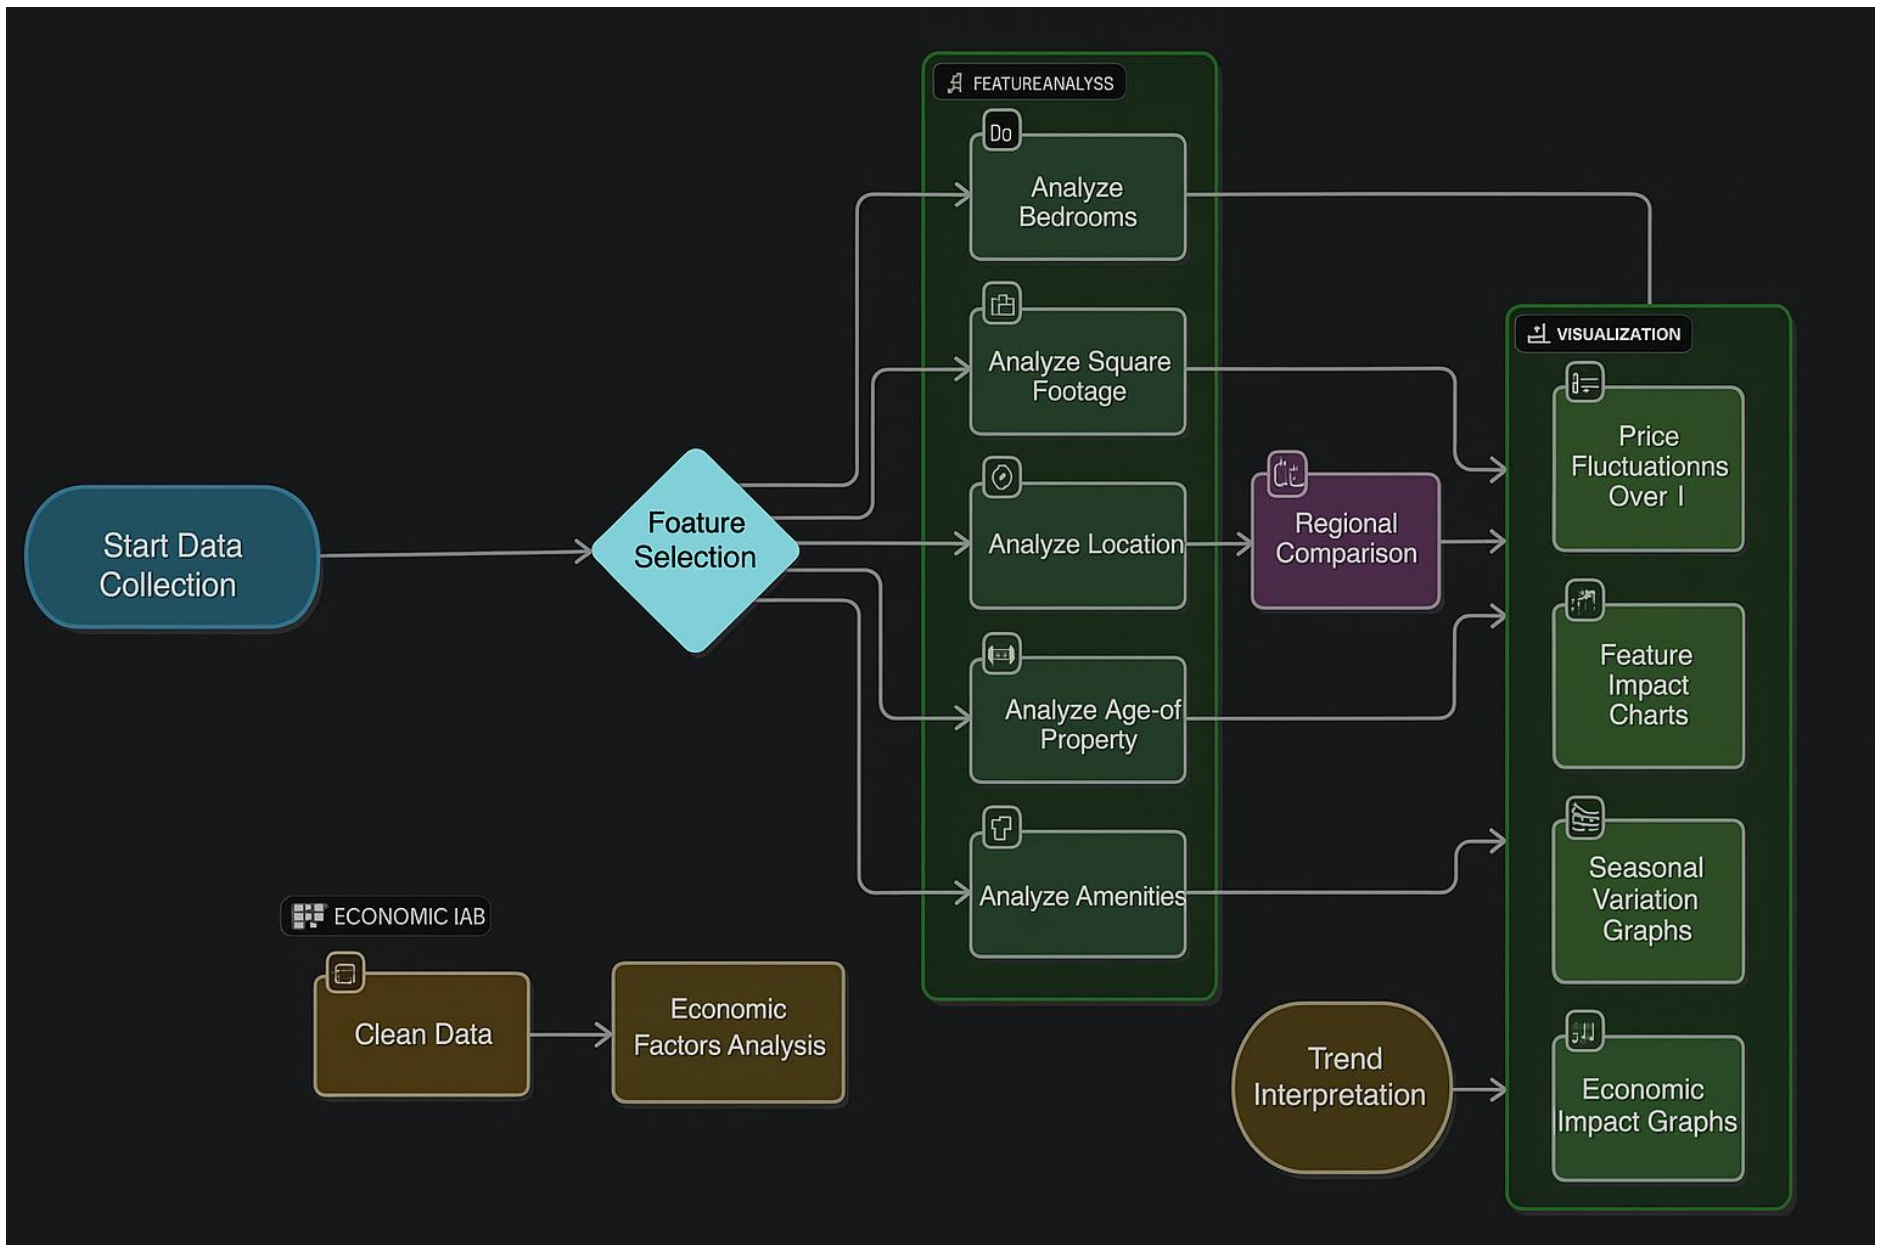 FEATUREANALYSS
Do
Analyze
Bedrooms
Analyze Square
Footage
Analyze Location
Analyze Age-of
Property
Analyze Amenities
Start Data
Collection
Foature
Selection
Regional
Comparison
VISUALIZATION
Price
Fluctuationns
Over I
Feature
Impact
Charts
Seasonal
Variation
Graphs
Economic
Impact Graphs
ECONOMIC IAB
Clean Data
Economic
Factors Analysis
Trend
Interpretation